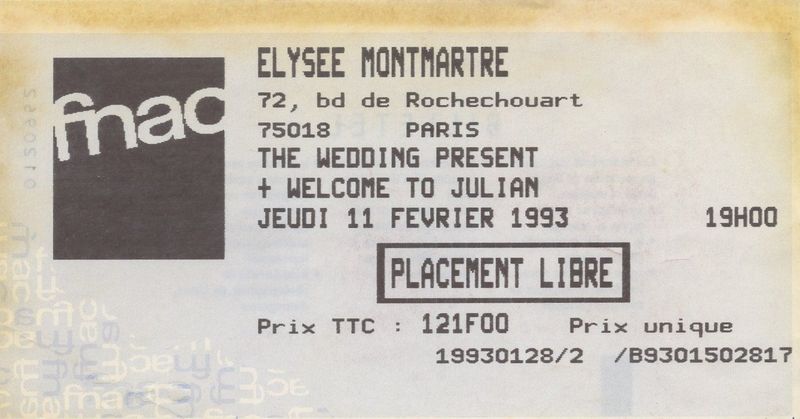 fnac
ELYSEE MONTMARTRE
72, bd de Rochechouart
75018 PARIS
THE WEDDING PRESENT
+ WELCOME TO JULIAN
JEUDI 11 FEVRIER 1993 19H00
PLACEMENT LIBRE
Prix TTC : 121F00 Prix unique
19930128/2 /B9301502817